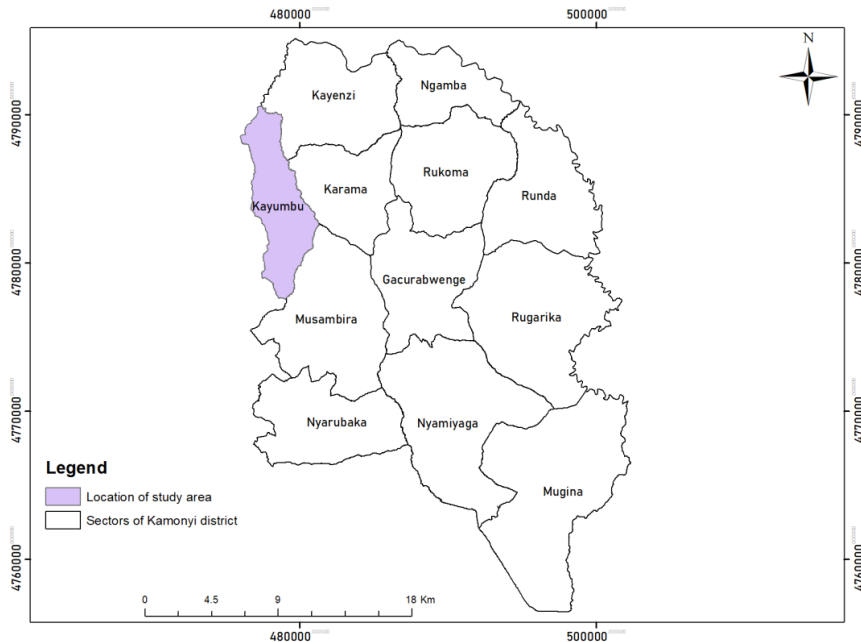 480000
500000
N
4790000
4790000
Kayenzi
Ngamba
Karama
Rukoma
Runda
Kayumbu
4780000
4780000
Gacurabwenge
Musambira
Rugarika
4770000
4770000
Nyarubaka
Nyamiyaga
Mugina
Legend
Location of study area
Sectors of Kamonyi district
4760000
4760000
0 4.5 9 18 Km
480000
500000